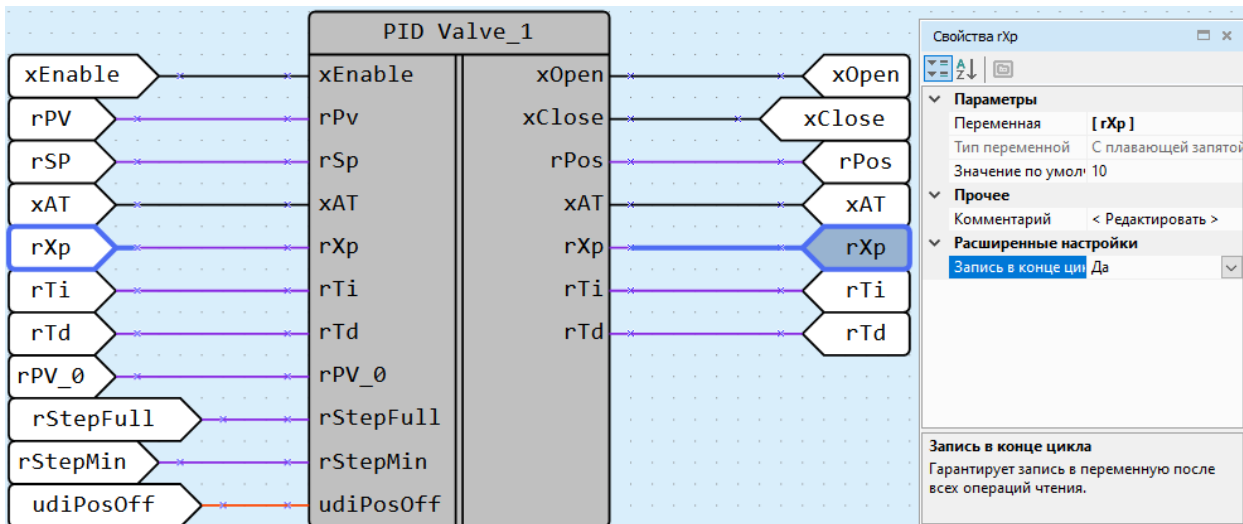 PID Valve_1
xEnable xEnable xOpen xOpen
rPV rPv xClose xClose
rSP rSp rPos rPos
xAT xAT xAT xAT
rXp rXp rXp rXp
rTi rTi rTi rTi
rTd rTd rTd rTd
rPV_0 rPV_0
rStepFull rStepFull
rStepMin rStepMin
udiPosOff udiPosOff
Свойства rXp
Параметры
Переменная [ rXp ]
Тип переменной С плавающей запятой
Значение по умол 10
Прочее
Комментарий < Редактировать >
Расширенные настройки
Запись в конце ци Да
Запись в конце цикла
Гарантирует запись в переменную после
всех операций чтения.